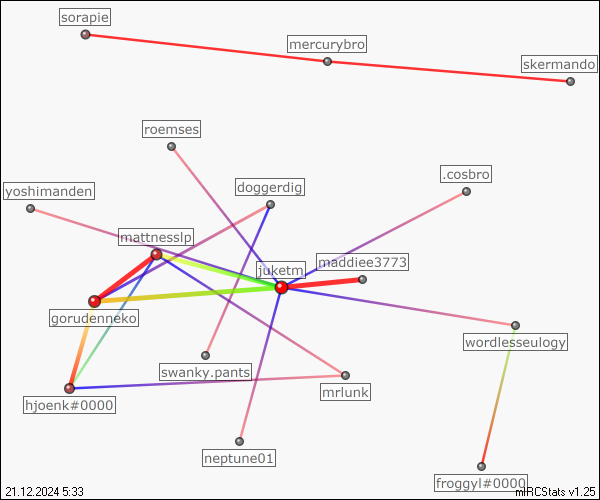 sorapie
mercurybro
skermando
roemses
yoshimanden
doggerdig
.cosbro
mattnesslp
juketm
maddiee3773
gorudenneko
wordlesseulogy
swanky.pants
mrlunk
hjoenk#0000
neptune01
froggyl#0000
21.12.2024 5:33
mIRCStats v1.25